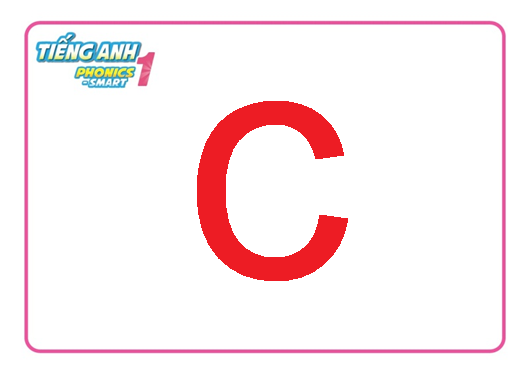 TIẾNG ANH 1
PHONICS
-SMART
c